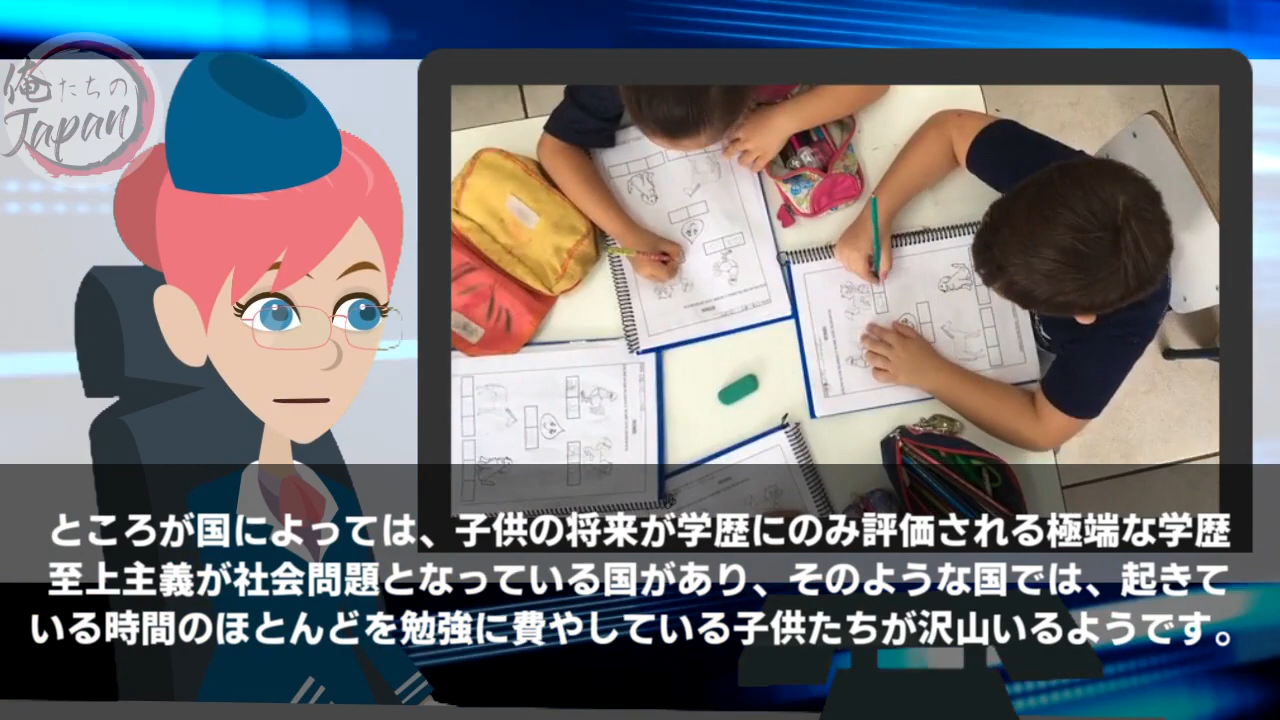 俺たちの
Japan
ところが国によっては、子供の将来が学歴にのみ評価される極端な学歴
至上主義が社会問題となっている国があり、そのような国では、起きて
いる時間のほとんどを勉強に費やしている子供たちが沢山いるようです。